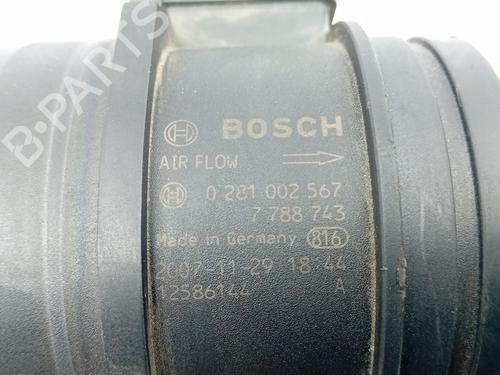 B-PARTS
BOSCH
AIR FLOW
0 281 002 567
7 788 743
Made in Germany 816
2007-11-29 18 44
12586144 A